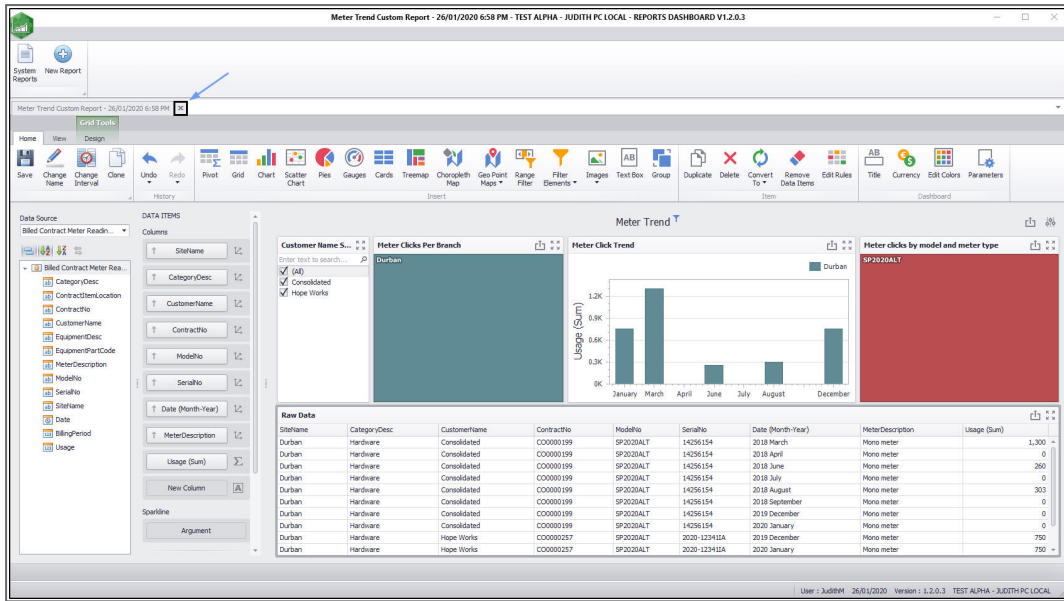 Meter Trend Custom Report - 26/01/2020 6:58 PM - TEST ALPHA - JUDITH PC LOCAL - REPORTS DASHBOARD V1.2.0.3
System Reports New Report
Meter Trend Custom Report - 26/01/2020 6:58 PM
Grid Tools
Home View Design
Save Change Name Change Interval Clone Undo Redo Pivot Grid Chart Scatter Chart Pies Gauges Cards Treemap Choropleth Map Geo Point Maps Range Filter Filter Elements Images Text Box Group Duplicate Delete Convert To Remove Data Items Edit Rules Title Currency Edit Colors Parameters
History Insert Item Dashboard
Data Source
Billed Contract Meter Readin...
Billed Contract Meter Rea...
CategoryDesc
ContractItemLocation
ContractNo
CustomerName
EquipmentDesc
EquipmentPartCode
MeterDescription
ModelNo
SerialNo
SiteName
Date
BillingPeriod
Usage
DATA ITEMS
Columns
SiteName
CategoryDesc
CustomerName
ContractNo
ModelNo
SerialNo
Date (Month-Year)
MeterDescription
Usage (Sum)
New Column
Sparkline
Argument
Meter Trend
Customer Name S...
Enter text to search...
(All)
Consolidated
Hope Works
Meter Clicks Per Branch
Durban
Meter Click Trend
Durban
Usage (Sum)
1.2K
0.9K
0.6K
0.3K
0K
January March April June July August December
Meter clicks by model and meter type
SP2020ALT
Raw Data
SiteName CategoryDesc CustomerName ContractNo ModelNo SerialNo Date (Month-Year) MeterDescription Usage (Sum)
Durban Hardware Consolidated CO0000199 SP2020ALT 14256154 2018 March Mono meter 1,300
Durban Hardware Consolidated CO0000199 SP2020ALT 14256154 2018 April Mono meter 0
Durban Hardware Consolidated CO0000199 SP2020ALT 14256154 2018 June Mono meter 260
Durban Hardware Consolidated CO0000199 SP2020ALT 14256154 2018 July Mono meter 0
Durban Hardware Consolidated CO0000199 SP2020ALT 14256154 2018 August Mono meter 303
Durban Hardware Consolidated CO0000199 SP2020ALT 14256154 2018 September Mono meter 0
Durban Hardware Consolidated CO0000199 SP2020ALT 14256154 2019 December Mono meter 0
Durban Hardware Consolidated CO0000199 SP2020ALT 14256154 2020 January Mono meter 0
Durban Hardware Hope Works CO0000257 SP2020ALT 2020-12341IA 2019 December Mono meter 750
Durban Hardware Hope Works CO0000257 SP2020ALT 2020-12341IA 2020 January Mono meter 750
User : JudithM 26/01/2020 Version : 1.2.0.3 TEST ALPHA - JUDITH PC LOCAL